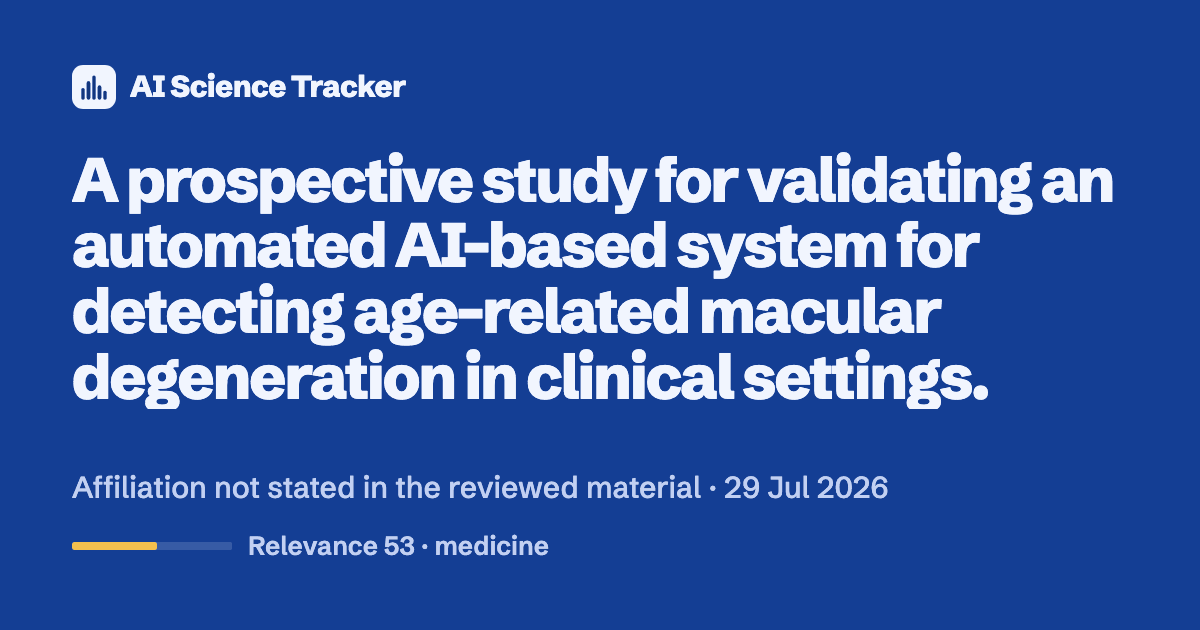 AI Science Tracker
A prospective study for validating an
automated AI-based system for
detecting age-related macular
degeneration in clinical settings.
Affiliation not stated in the reviewed material · 29 Jul 2026
Relevance 53 · medicine